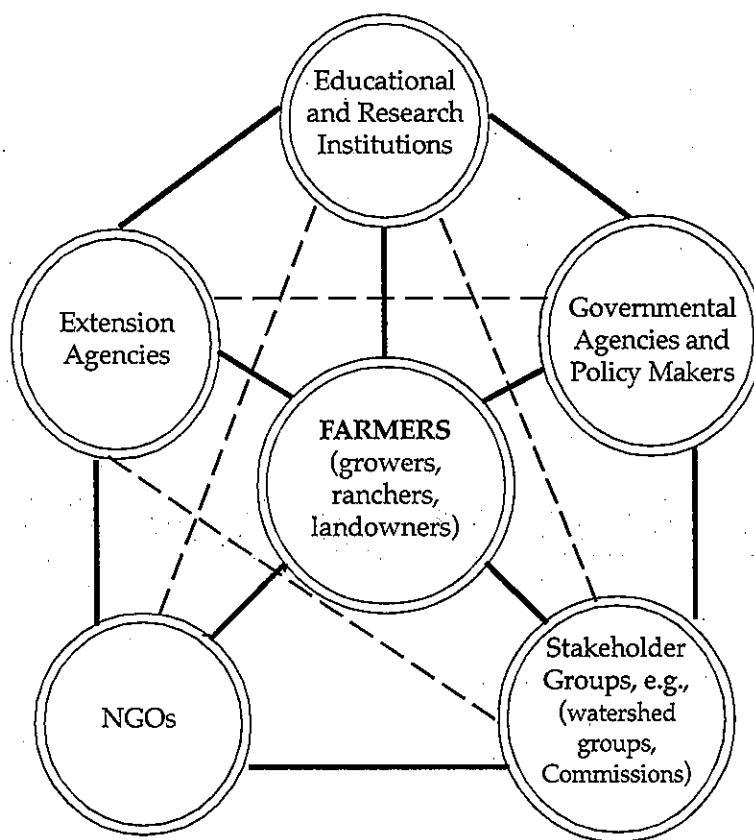 Educational
and Research
Institutions
Extension
Agencies
Governmental
Agencies and
Policy Makers
FARMERS
(growers,
ranchers,
landowners)
NGOs
Stakeholder
Groups, e.g.,
(watershed
groups,
Commissions)